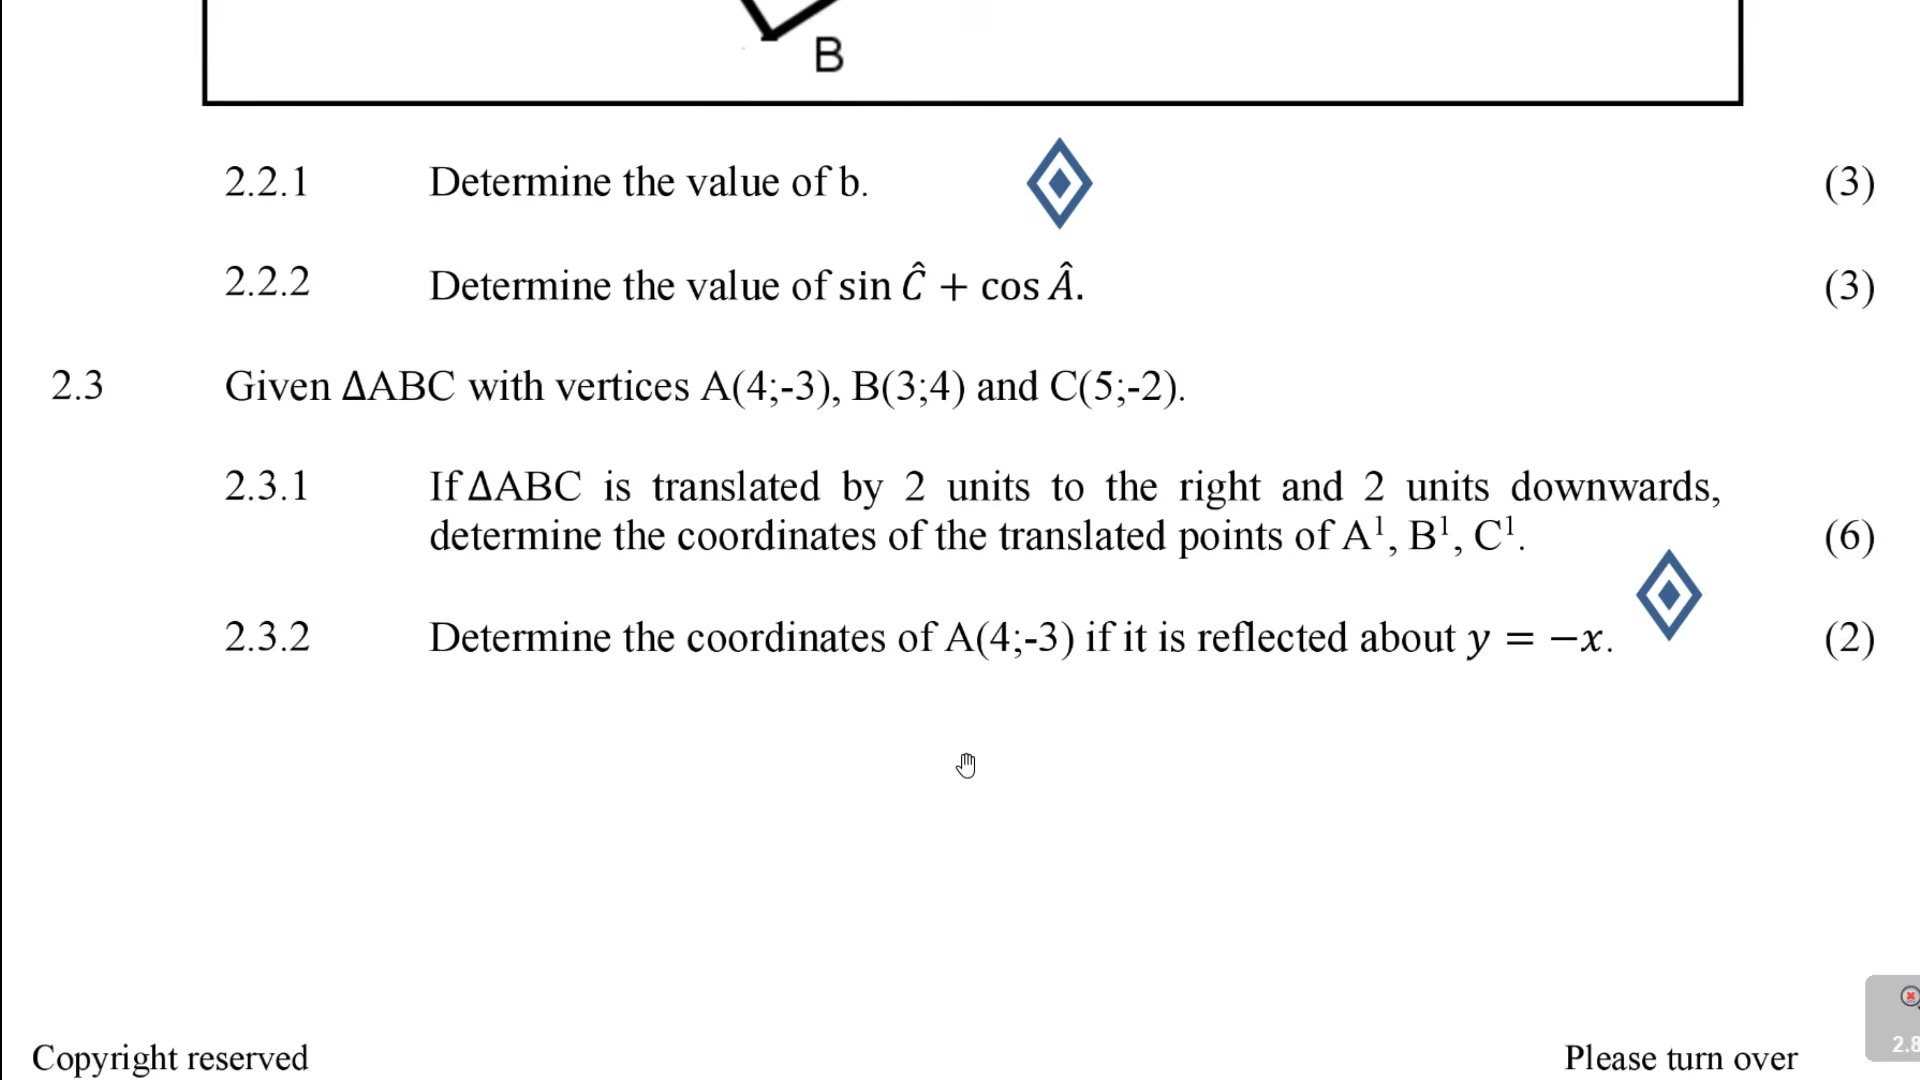 B
2.2.1 Determine the value of b. (3)
2.2.2 Determine the value of sin Ĉ + cos Â. (3)
2.3 Given ΔABC with vertices A(4;-3), B(3;4) and C(5;-2).
2.3.1 If ΔABC is translated by 2 units to the right and 2 units downwards,
determine the coordinates of the translated points of A¹, B¹, C¹. (6)
2.3.2 Determine the coordinates of A(4;-3) if it is reflected about y = −x. (2)
Copyright reserved Please turn over